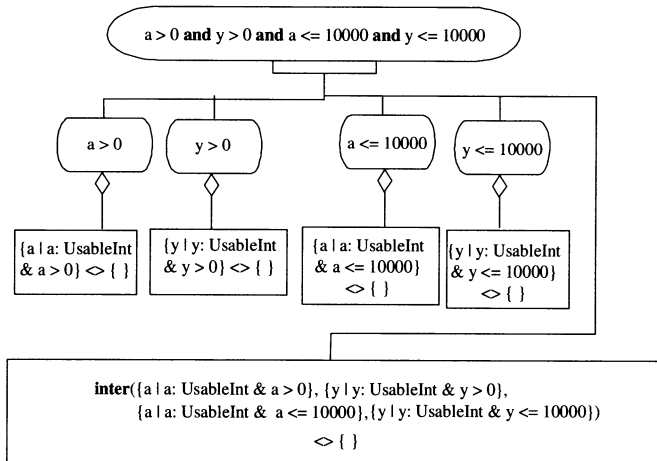 a > 0 and y > 0 and a <= 10000 and y <= 10000
a > 0
y > 0
a <= 10000
y <= 10000
{a | a: UsableInt
& a > 0} <> { }
{y | y: UsableInt
& y > 0} <> { }
{a | a: UsableInt
& a <= 10000}
<> { }
{y | y: UsableInt
& y <= 10000}
<> { }
inter({a | a: UsableInt & a > 0}, {y | y: UsableInt & y > 0},
{a | a: UsableInt & a <= 10000},{y | y: UsableInt & y <= 10000})
<> { }